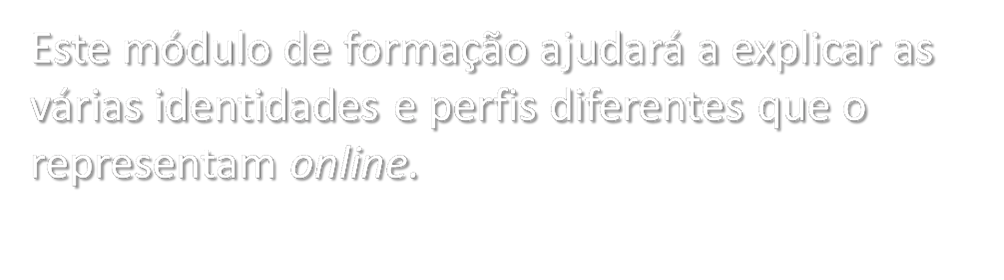 Este módulo de formação ajudará a explicar as
várias identidades e perfis diferentes que o
representam online.